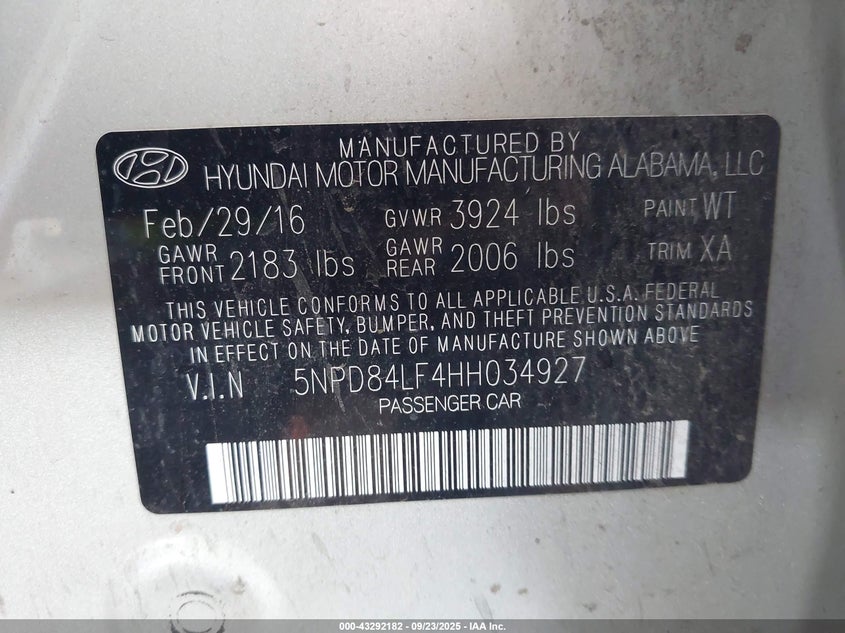 MANUFACTURED BY
HYUNDAI MOTOR MANUFACTURING ALABAMA, LLC
Feb/29/16 GVWR 3924 lbs PAINT WT
GAWR FRONT 2183 lbs GAWR REAR 2006 lbs TRIM XA
THIS VEHICLE CONFORMS TO ALL APPLICABLE U.S.A. FEDERAL
MOTOR VEHICLE SAFETY, BUMPER, AND THEFT PREVENTION STANDARDS
IN EFFECT ON THE DATE OF MANUFACTURE SHOWN ABOVE
V.I.N 5NPD84LF4HH034927
PASSENGER CAR
000-43292182 - 09/23/2025 - IAA Inc.